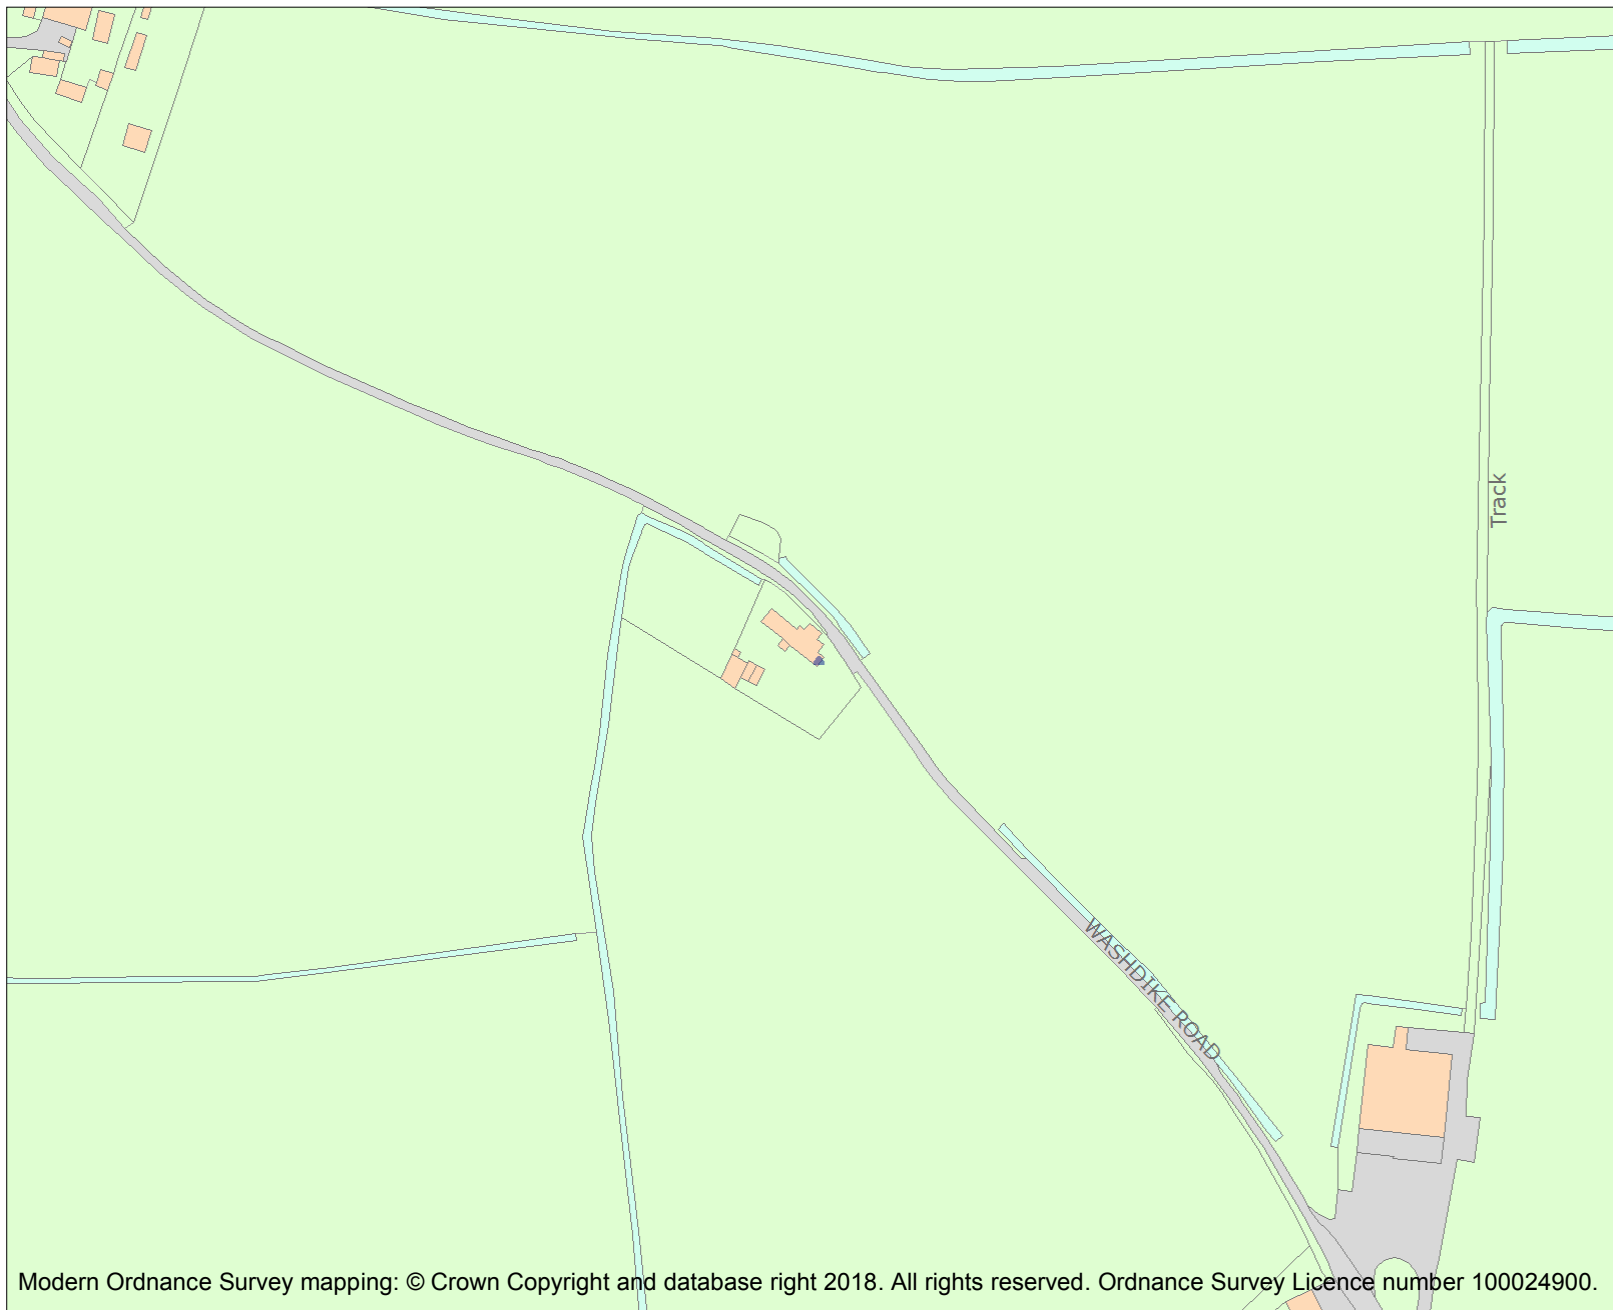 Track
WASHDIKE ROAD
Modern Ordnance Survey mapping: © Crown Copyright and database right 2018. All rights reserved. Ordnance Survey Licence number 100024900.